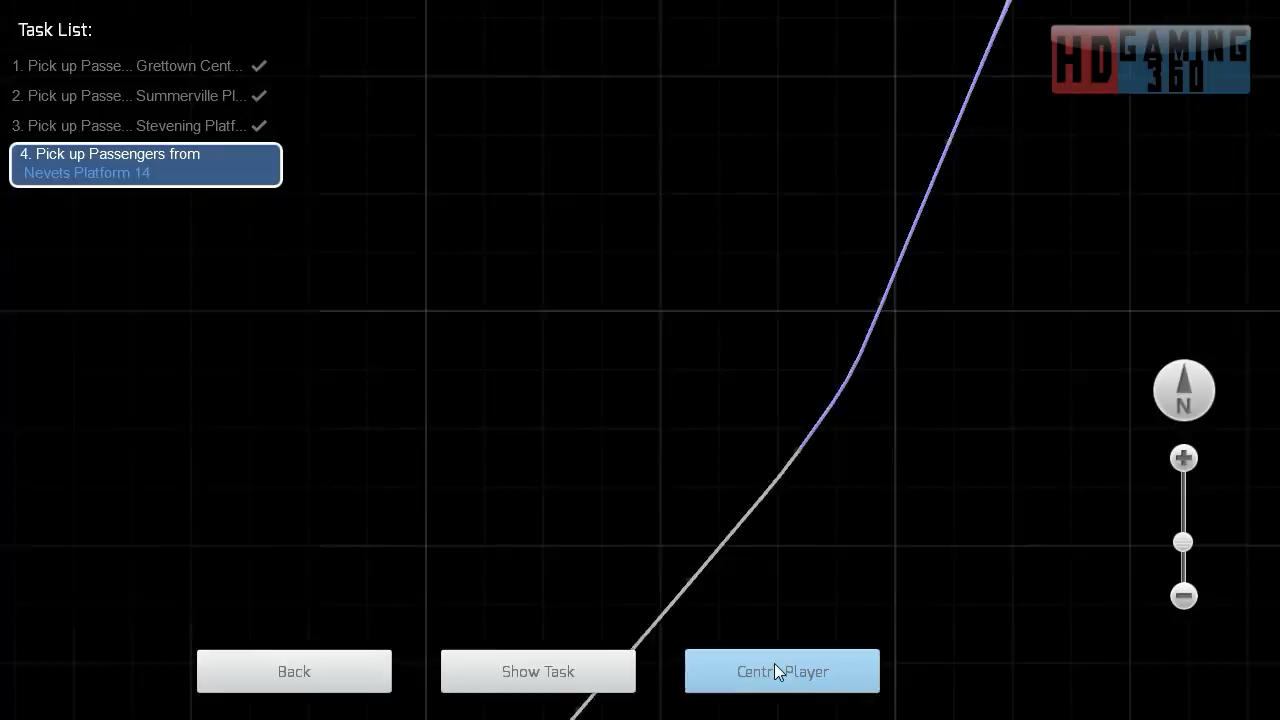 Task List:
1. Pick up Passe... Grettown Cent...
2. Pick up Passe... Summerville Pl...
3. Pick up Passe... Stevening Platf...
4. Pick up Passengers from
Nevets Platform 14
HD GAMING
360
N
Back
Show Task
Player